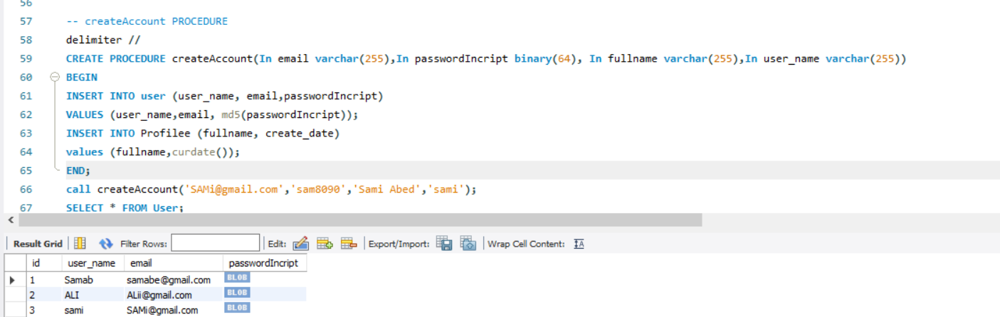 56
57 -- createAccount PROCEDURE
58 delimiter //
59 CREATE PROCEDURE createAccount(In email varchar(255),In passwordIncript binary(64), In fullname varchar(255),In user_name varchar(255))
60 BEGIN
61 INSERT INTO user (user_name, email,passwordIncript)
62 VALUES (user_name,email, md5(passwordIncript));
63 INSERT INTO Profilee (fullname, create_date)
64 values (fullname,curdate());
65 END;
66 call createAccount('SAMi@gmail.com','sam8090','Sami Abed','sami');
67 SELECT * FROM User;
Result Grid Filter Rows: Edit: Export/Import: Wrap Cell Content: IA
id user_name email passwordIncript
1 Samab samabe@gmail.com BLOB
2 ALI ALii@gmail.com BLOB
3 sami SAMi@gmail.com BLOB